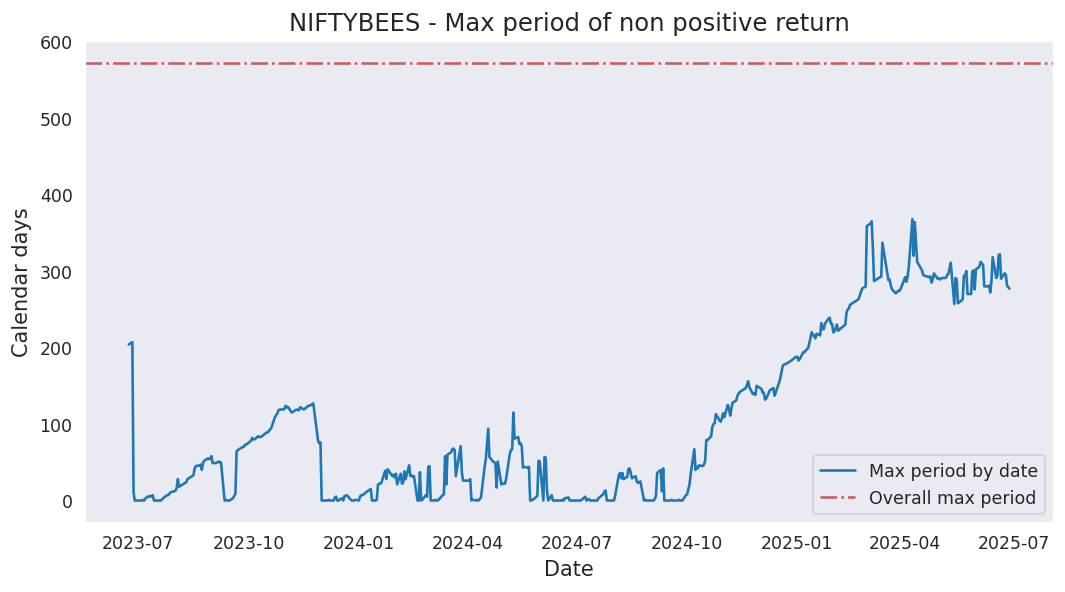 NIFTYBEES - Max period of non positive return
600
500
400
300
200
100
0
Calendar days
Max period by date
Overall max period
2023-07 2023-10 2024-01 2024-04 2024-07 2024-10 2025-01 2025-04 2025-07
Date